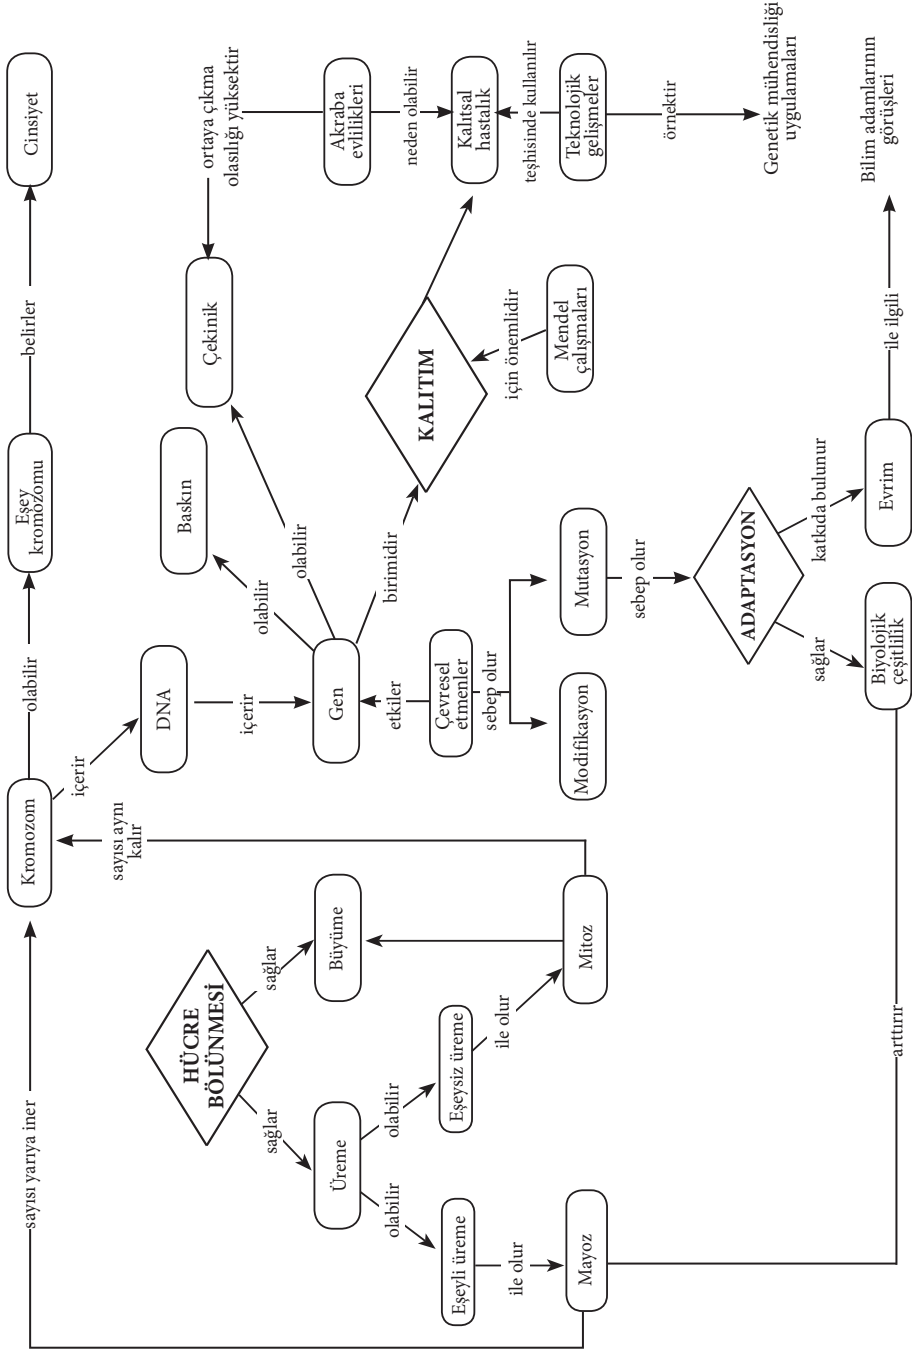 sayısı yarıya iner
HÜCRE
BÖLÜNMESİ
sağlar
sağlar
Üreme
Büyüme
olabilir
olabilir
Eşeyli üreme
Eşeysiz üreme
ile olur
ile olur
Mayoz
Mitoz
arttırır
sayısı aynı
kalır
Kromozom
olabilir
Eşey
kromozomu
belirler
Cinsiyet
içerir
DNA
içerir
Gen
olabilir
Baskın
olabilir
Çekinik
ortaya çıkma
olasılığı yüksektir
birimidir
KALITIM
için önemlidir
Mendel
çalışmaları
Akraba
evlilikleri
neden olabilir
Kalıtsal
hastalık
teşhisinde kullanılır
Teknolojik
gelişmeler
örnektir
Genetik mühendisliği
uygulamaları
etkiler
Çevresel
etmenler
sebep olur
Modifikasyon
Mutasyon
sebep olur
ADAPTASYON
sağlar
katkıda bulunur
Biyolojik
çeşitlilik
Evrim
ile ilgili
Bilim adamlarının
görüşleri